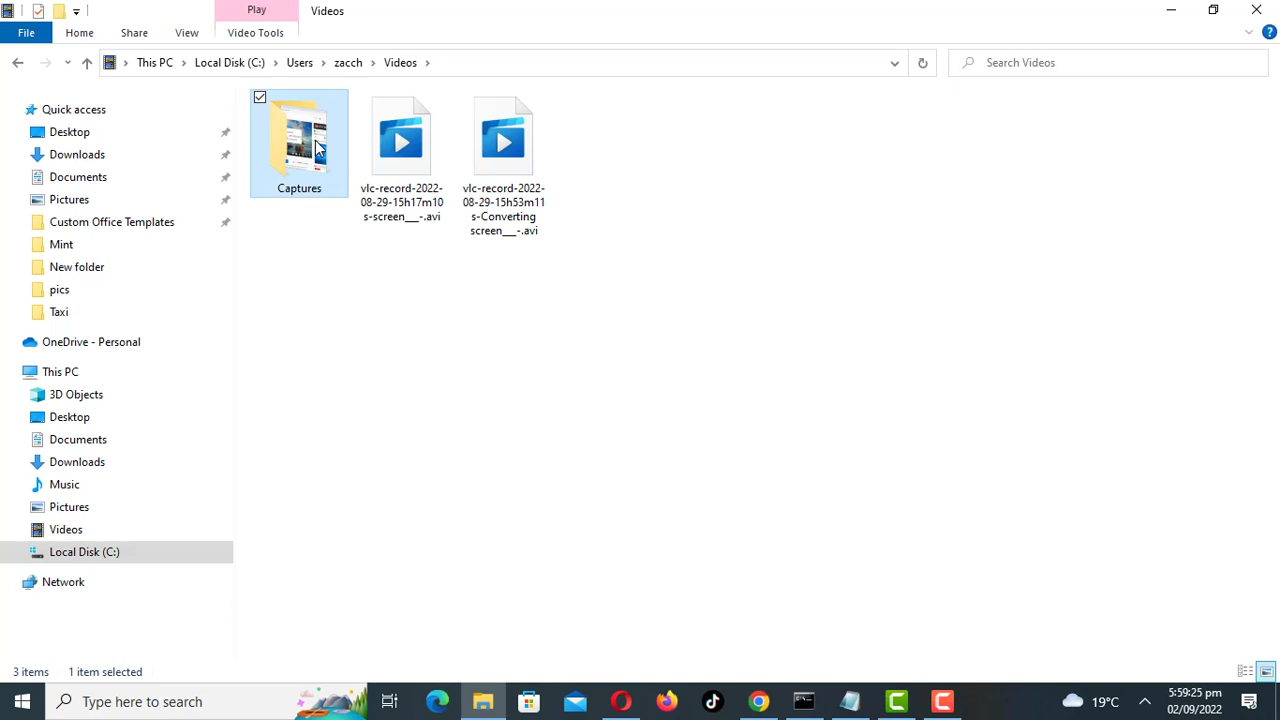 Play
Videos
File
Home
Share
View
Video Tools
This PC
Local Disk (C:)
Users
zacch
Videos
Search Videos
Quick access
Desktop
Downloads
Documents
Pictures
Custom Office Templates
Mint
New folder
pics
Taxi
OneDrive - Personal
This PC
3D Objects
Desktop
Documents
Downloads
Music
Pictures
Videos
Local Disk (C:)
Network
Captures
vlc-record-2022-
08-29-15h17m10
s-screen___-.avi
vlc-record-2022-
08-29-15h53m11
s-Converting
screen___-.avi
3 items
1 item selected
Type here to search
19°C
5:59:25 pm
02/09/2022